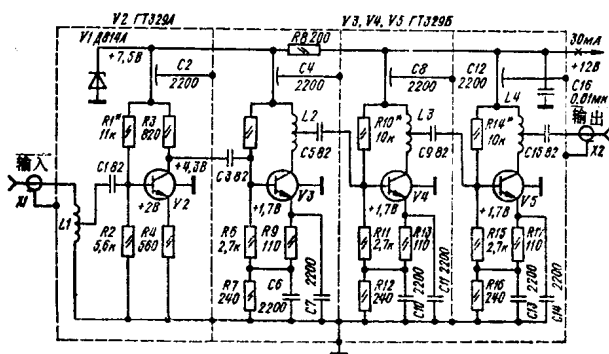 V2 ГТ329А
V3, V4, V5 ГТ329Б
V1 Д814А
+7,5В
R8 200
30мА
+12В
C2
2200
C4
2200
C8
2200
C12
2200
C16
0,01мк
R1*
11к
R3
820
L2
R10*
10к
L3
R14*
10к
L4
输出
X2
输入
X1
C1 82
+4,3В
C3 82
C5 82
C9 82
C15 82
L1
+2В
V2
+1,7В
V3
+1,7В
V4
+1,7В
V5
R2
5,6к
R4
560
R6
2,7к
R9
110
R11
2,7к
R13
110
R15
2,7к
R17
110
R7
240
C6
2200
C7
2200
R12
240
C10
2200
C11
2200
R16
240
C13
2200
C14
2200